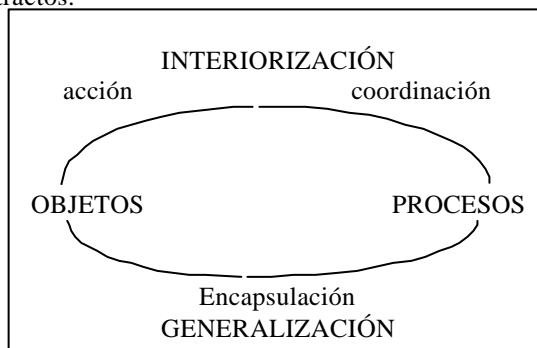 INTERIORIZACIÓN
acción coordinación
OBJETOS PROCESOS
Encapsulación
GENERALIZACIÓN